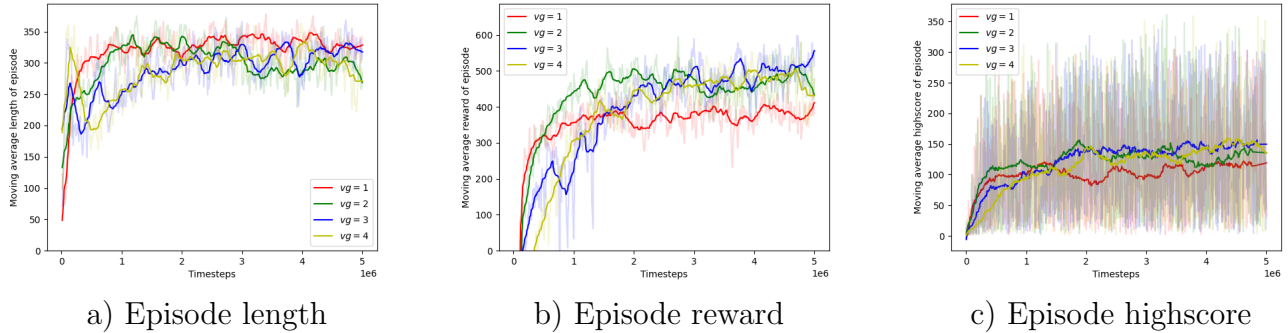 Moving average length of episode
350
300
250
200
150
100
50
0
vg = 1
vg = 2
vg = 3
vg = 4
0
1
2
3
4
5
1e6
Timesteps
a) Episode length
Moving average reward of episode
600
500
400
300
200
100
0
vg = 1
vg = 2
vg = 3
vg = 4
0
1
2
3
4
5
1e6
Timesteps
b) Episode reward
Moving average highscore of episode
350
300
250
200
150
100
50
0
vg = 1
vg = 2
vg = 3
vg = 4
0
1
2
3
4
5
1e6
Timesteps
c) Episode highscore